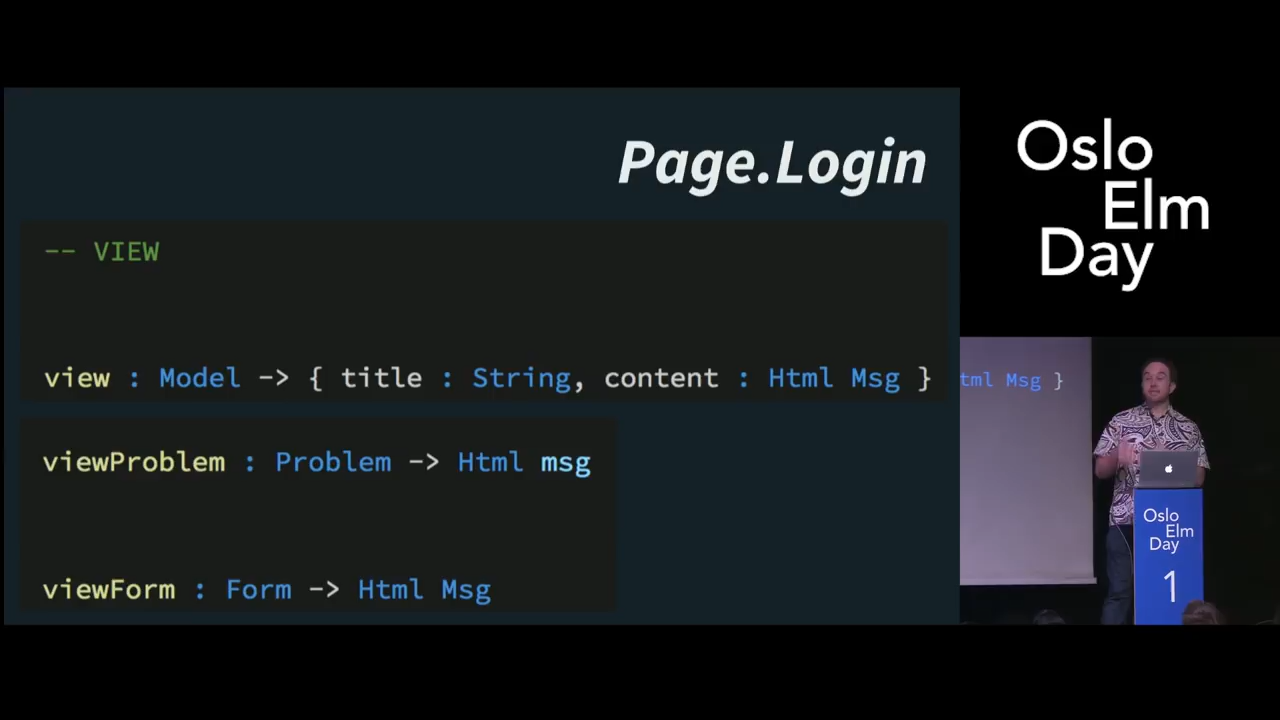 Page.Login
-- VIEW
view : Model -> { title : String, content : Html Msg }
viewProblem : Problem -> Html msg
viewForm : Form -> Html Msg
Oslo
Elm
Day
tml Msg }
Oslo
Elm
Day
1